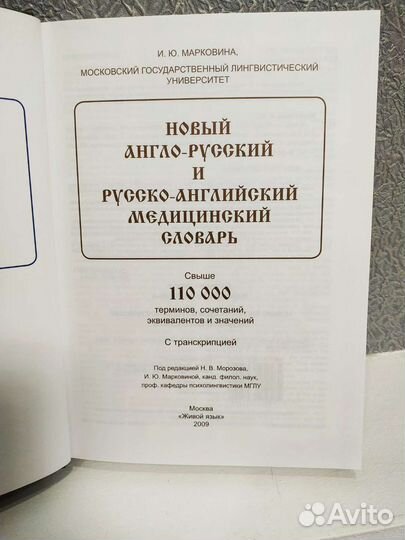 И. Ю. МАРКОВИНА,
МОСКОВСКИЙ ГОСУДАРСТВЕННЫЙ ЛИНГВИСТИЧЕСКИЙ
УНИВЕРСИТЕТ
НОВЫЙ
АНГЛО-РУССКИЙ
И
РУССКО-АНГЛИЙСКИЙ
МЕДИЦИНСКИЙ
СЛОВАРЬ
Свыше
110 000
терминов, сочетаний,
эквивалентов и значений
С транскрипцией
Под редакцией Н. В. Морозова,
И. Ю. Марковиной, канд. филол. наук,
проф. кафедры психолингвистики МГЛУ
Москва
«Живой язык»
2009
Avito